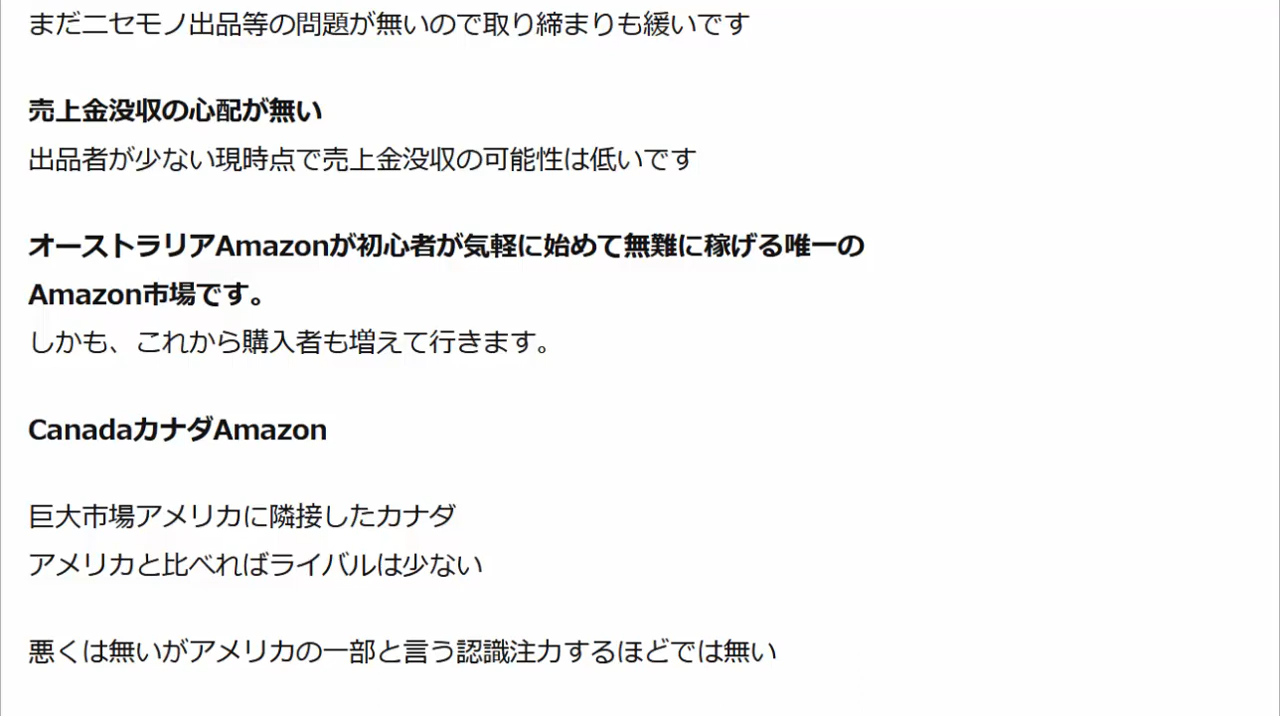 まだニセモノ出品等の問題が無いので取り締まりも緩いです
売上金没収の心配が無い
出品者が少ない現時点で売上金没収の可能性は低いです
オーストラリアAmazonが初心者が気軽に始めて無難に稼げる唯一の
Amazon市場です。
しかも、これから購入者も増えて行きます。
CanadaカナダAmazon
巨大市場アメリカに隣接したカナダ
アメリカと比べればライバルは少ない
悪くは無いがアメリカの一部と言う認識注力するほどでは無い